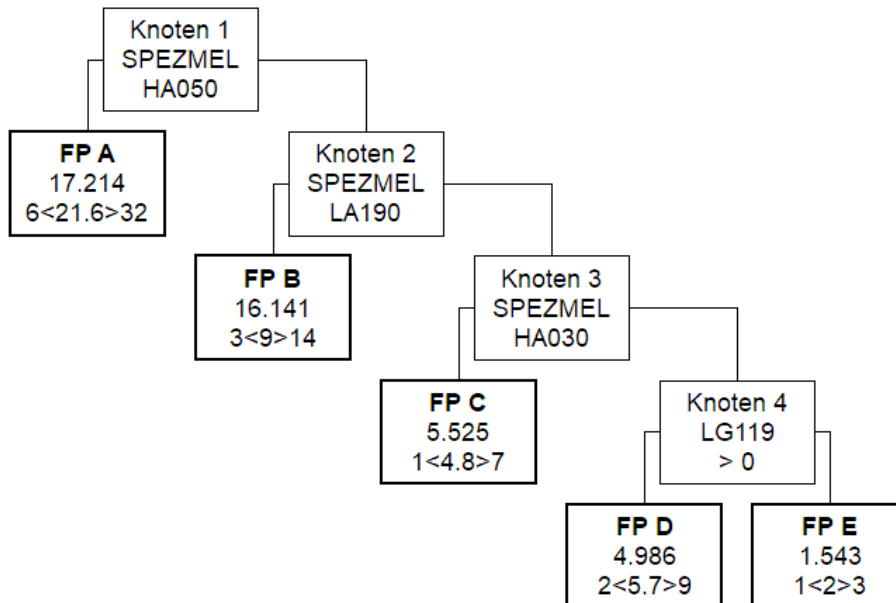 Knoten 1
SPEZMEL
HA050
FP A
17.214
6<21.6>32
Knoten 2
SPEZMEL
LA190
FP B
16.141
3<9>14
Knoten 3
SPEZMEL
HA030
FP C
5.525
1<4.8>7
Knoten 4
LG119
> 0
FP D
4.986
2<5.7>9
FP E
1.543
1<2>3